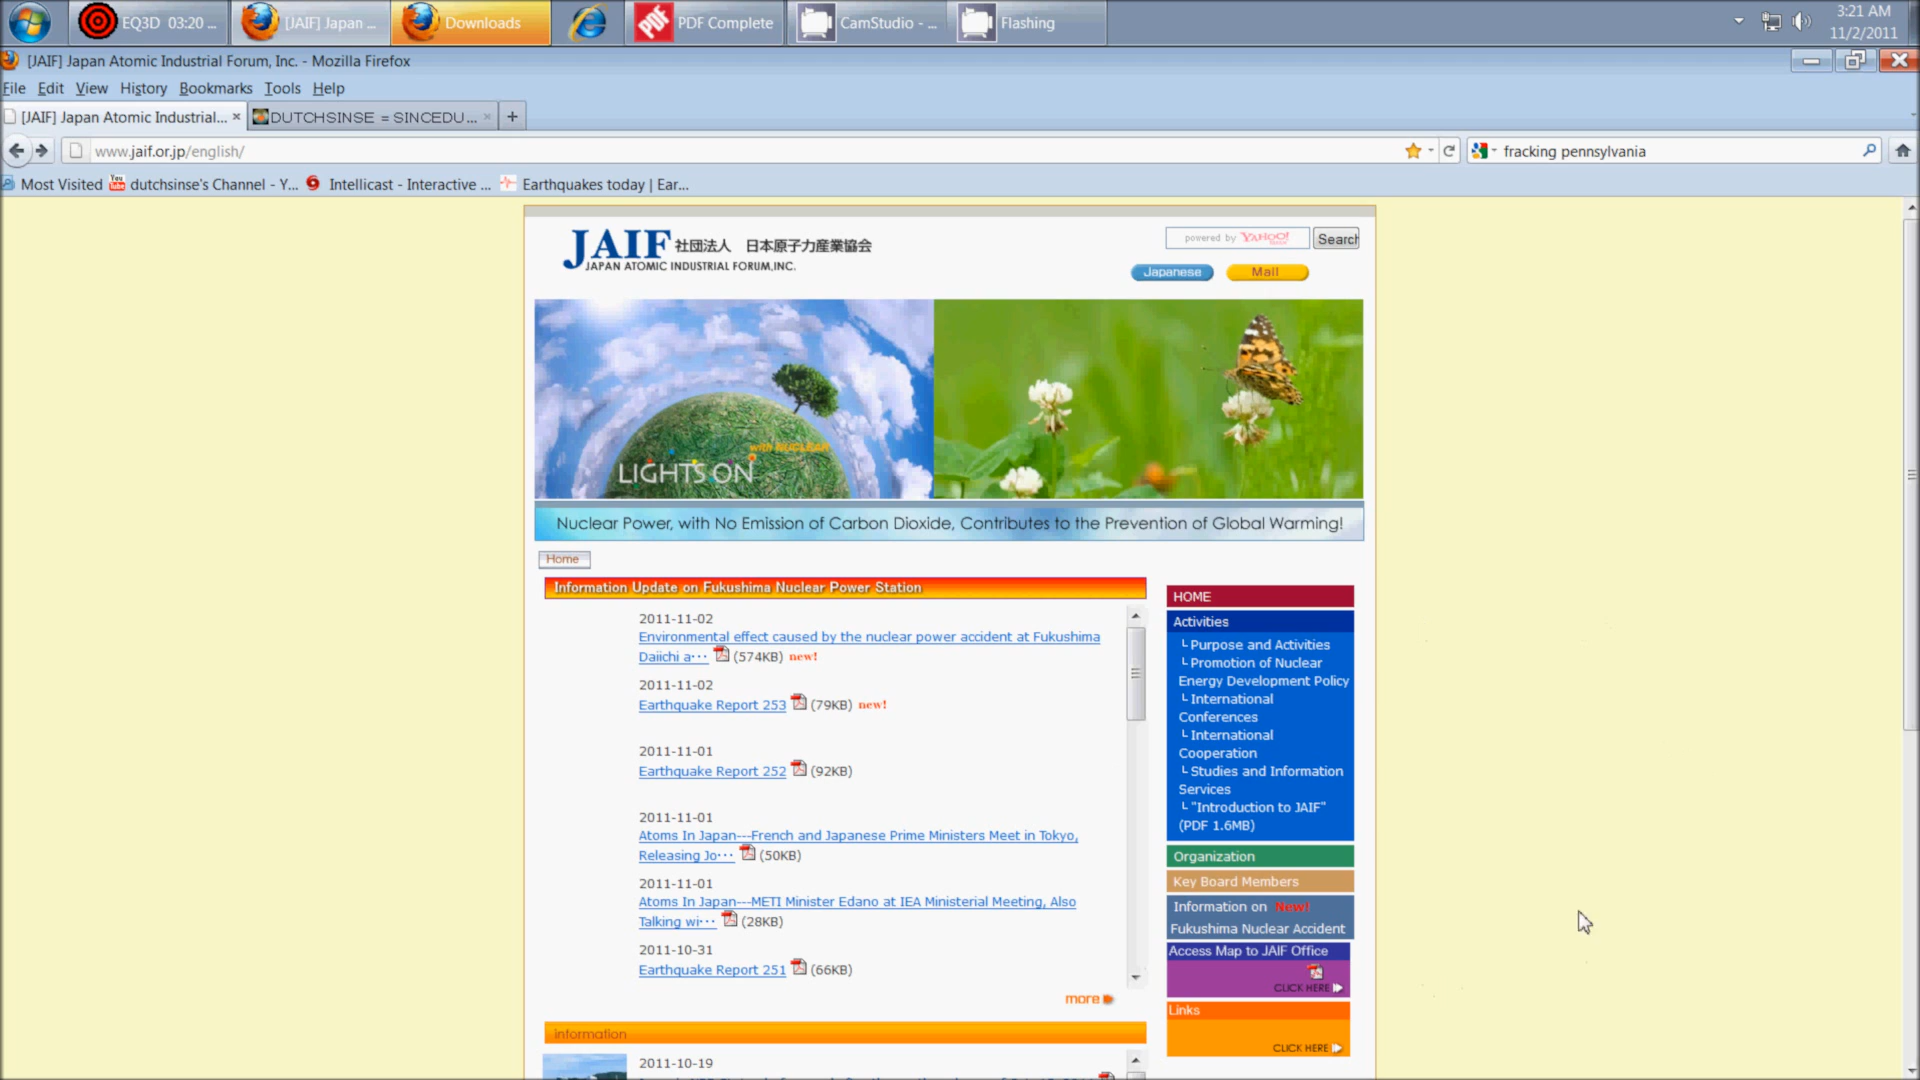 EQ3D 03:20 ...
[JAIF] Japan ...
Downloads
PDF Complete
CamStudio - ...
Flashing
3:21 AM
11/2/2011
[JAIF] Japan Atomic Industrial Forum, Inc. - Mozilla Firefox
File Edit View History Bookmarks Tools Help
[JAIF] Japan Atomic Industrial... ×
DUTCHSINSE = SINCEDU... ×
+
www.jaif.or.jp/english/
fracking pennsylvania
Most Visited
You Tube
dutchsinse's Channel - Y...
Intellicast - Interactive ...
Earthquakes today | Ear...
JAIF 社団法人 日本原子力産業協会
JAPAN ATOMIC INDUSTRIAL FORUM,INC.
powered by YAHOO!
Search
Japanese
Mail
with NUCLEAR
LIGHTS ON
Nuclear Power, with No Emission of Carbon Dioxide, Contributes to the Prevention of Global Warming!
Home
Information Update on Fukushima Nuclear Power Station
2011-11-02
Environmental effect caused by the nuclear power accident at Fukushima
Daiichi a··· (574KB) new!
2011-11-02
Earthquake Report 253 (79KB) new!
2011-11-01
Earthquake Report 252 (92KB)
2011-11-01
Atoms In Japan---French and Japanese Prime Ministers Meet in Tokyo,
Releasing Jo··· (50KB)
2011-11-01
Atoms In Japan---METI Minister Edano at IEA Ministerial Meeting, Also
Talking wi··· (28KB)
2011-10-31
Earthquake Report 251 (66KB)
more
information
2011-10-19
HOME
Activities
└ Purpose and Activities
└ Promotion of Nuclear
Energy Development Policy
└ International
Conferences
└ International
Cooperation
└ Studies and Information
Services
└ "Introduction to JAIF"
(PDF 1.6MB)
Organization
Key Board Members
Information on New!
Fukushima Nuclear Accident
Access Map to JAIF Office
CLICK HERE
Links
CLICK HERE